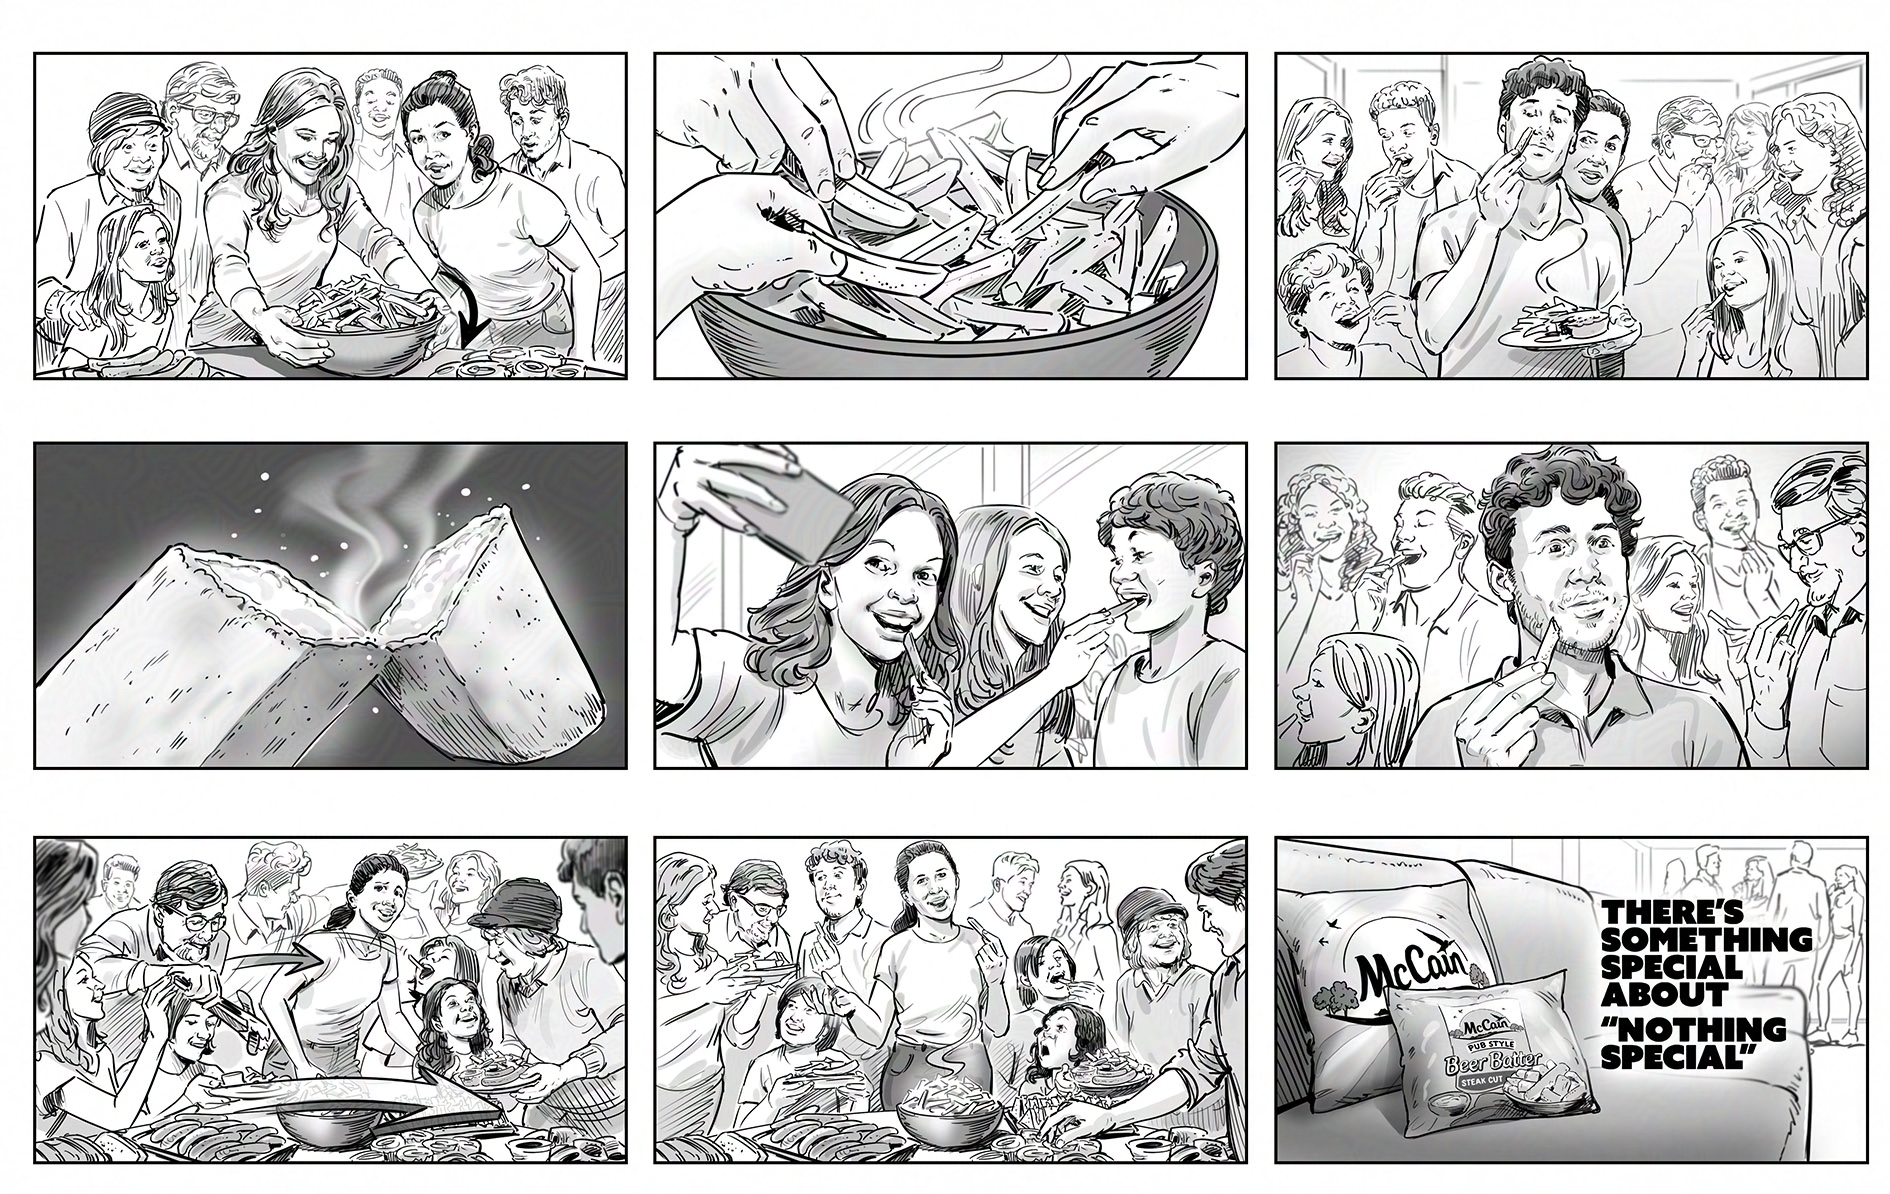 McCain
McCain
PUB STYLE
Beer Batter
STEAK CUT
THERE'S
SOMETHING
SPECIAL
ABOUT
"NOTHING
SPECIAL"